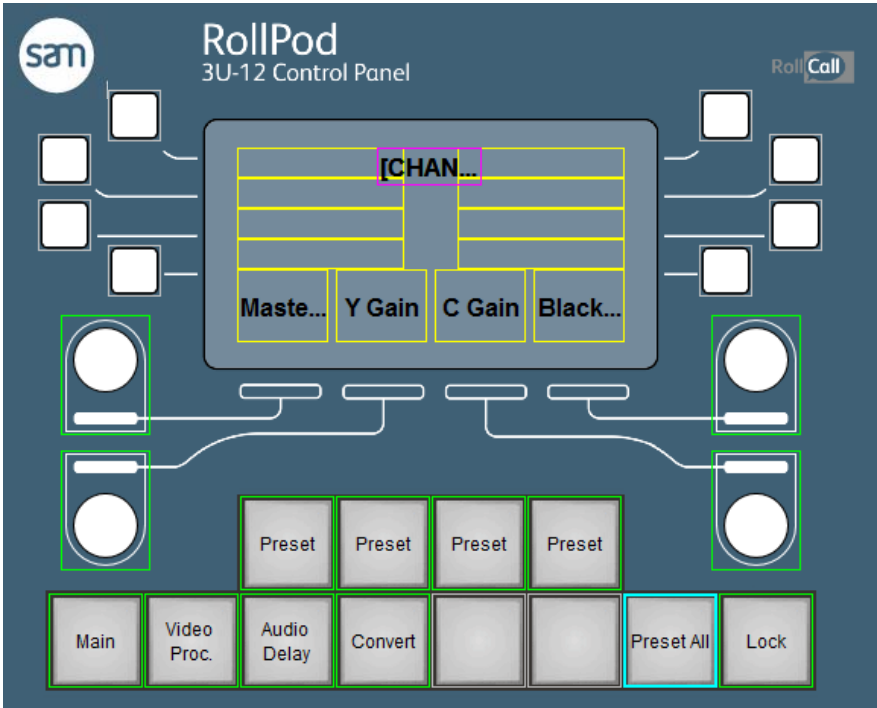 sam
RollPod
3U-12 Control Panel
RollCall
[CHAN...
Maste... Y Gain C Gain Black...
Preset Preset Preset Preset
Main Video Proc. Audio Delay Convert Preset All Lock